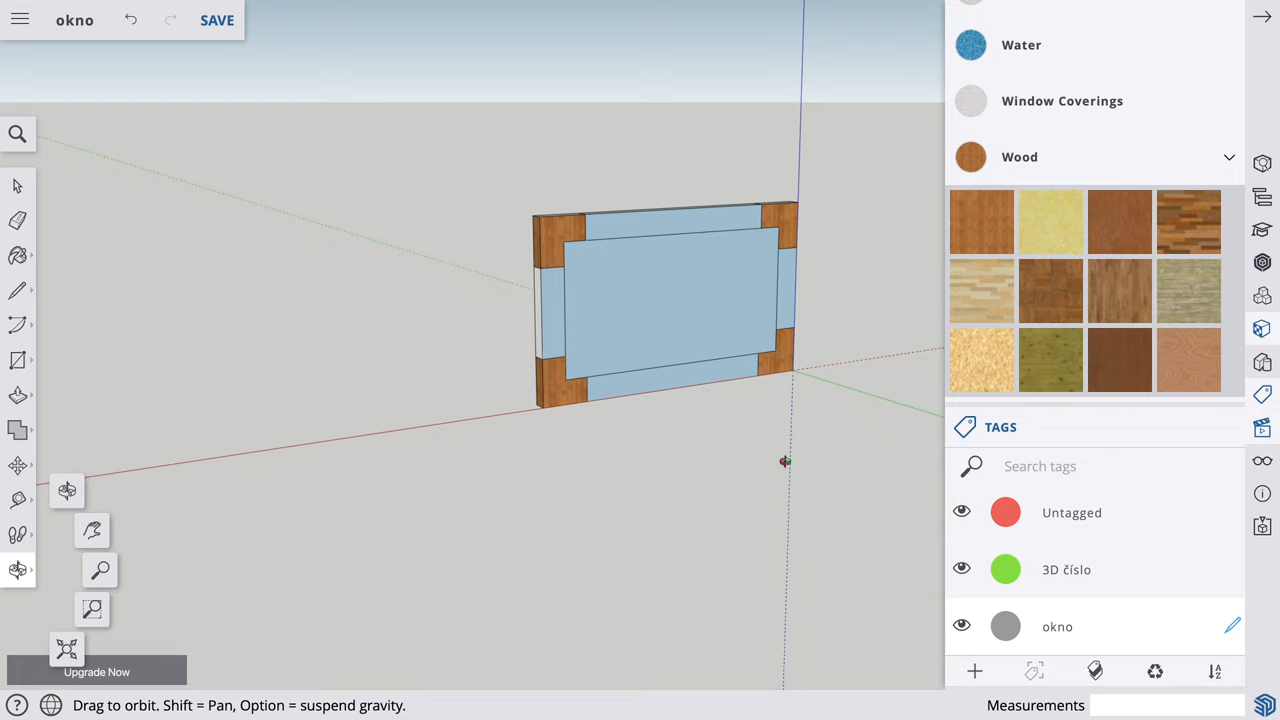 okno
SAVE
Water
Window Coverings
Wood
TAGS
Search tags
Untagged
3D číslo
okno
Upgrade Now
Drag to orbit. Shift = Pan, Option = suspend gravity.
Measurements